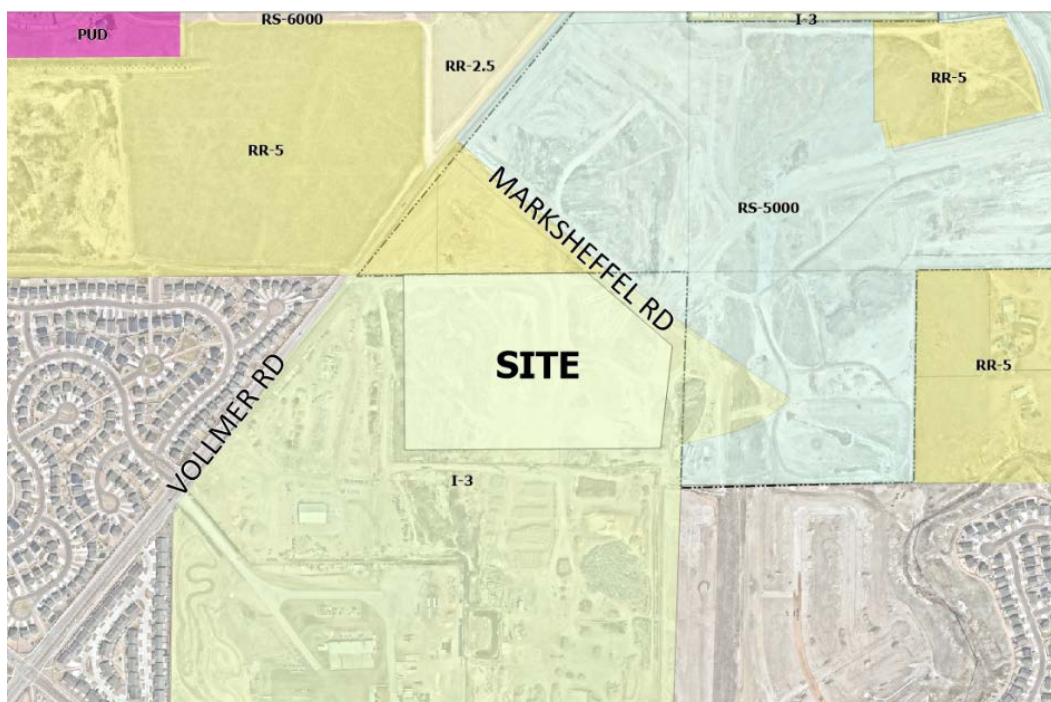 RS-6000
I-3
PUD
RR-2.5
RR-5
RR-5
MARKSHEFFEL RD
RS-5000
SITE
RR-5
VOLLMER RD
I-3